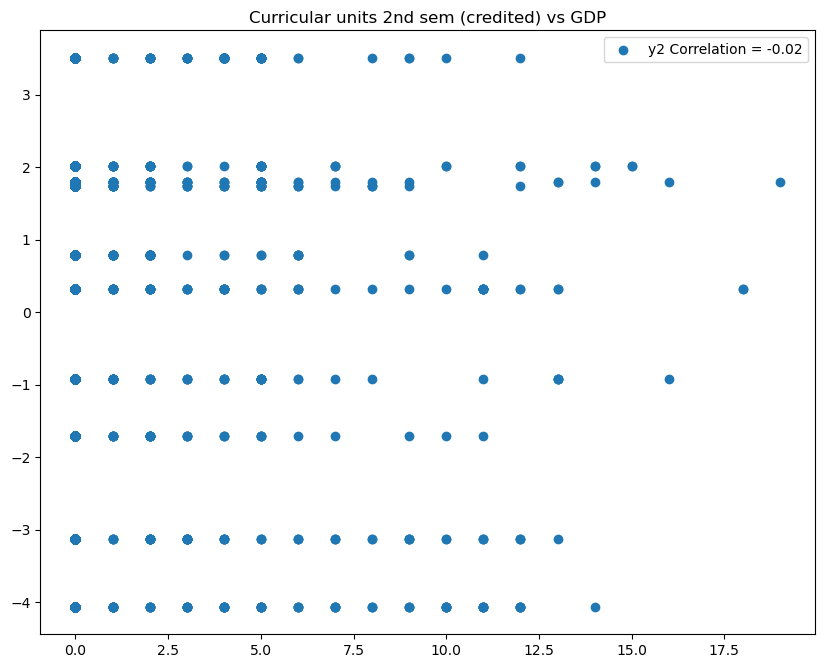 Curricular units 2nd sem (credited) vs GDP
y2 Correlation = -0.02
3
2
1
0
−1
−2
−3
−4
0.0 2.5 5.0 7.5 10.0 12.5 15.0 17.5